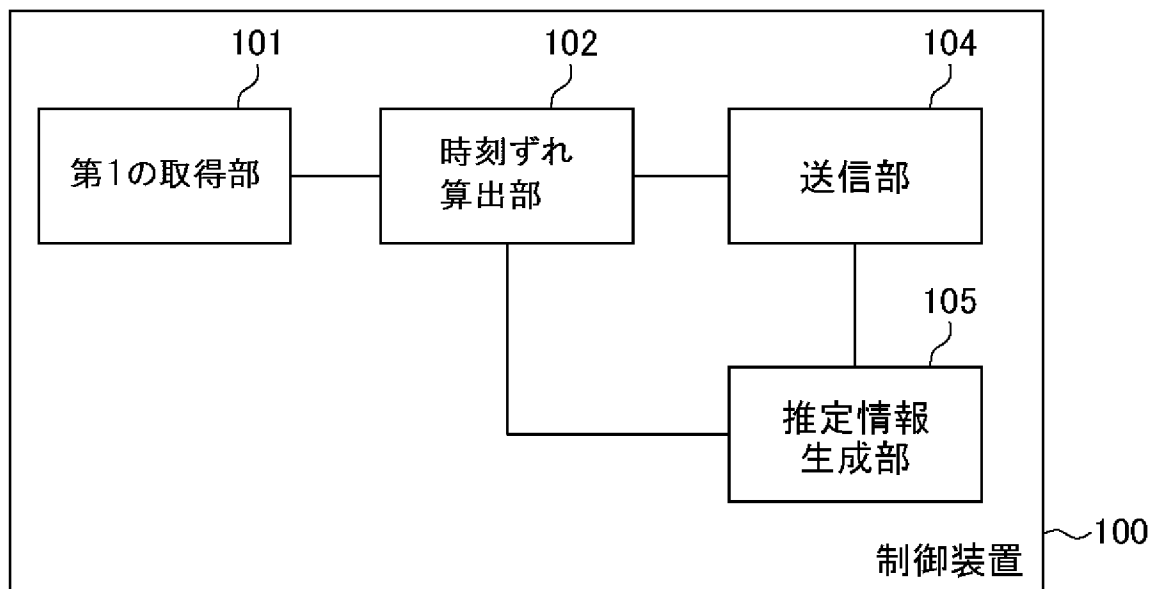 101
102
104
第1の取得部
時刻ずれ
算出部
送信部
105
推定情報
生成部
100
制御装置